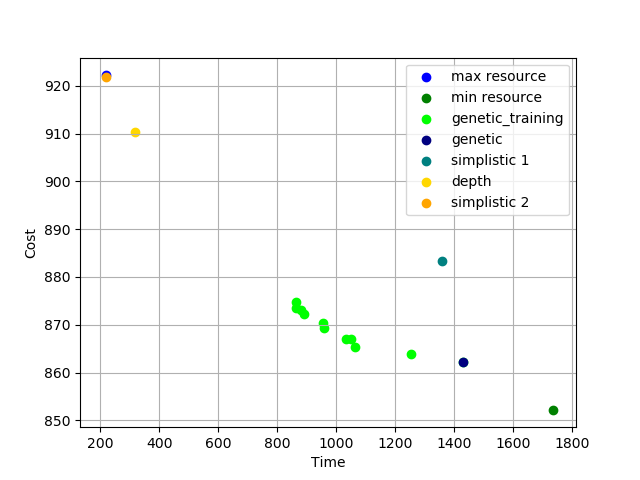 920
910
900
890
880
870
860
850
Cost
200
400
600
800
1000
1200
1400
1600
1800
Time
max resource
min resource
genetic_training
genetic
simplistic 1
depth
simplistic 2